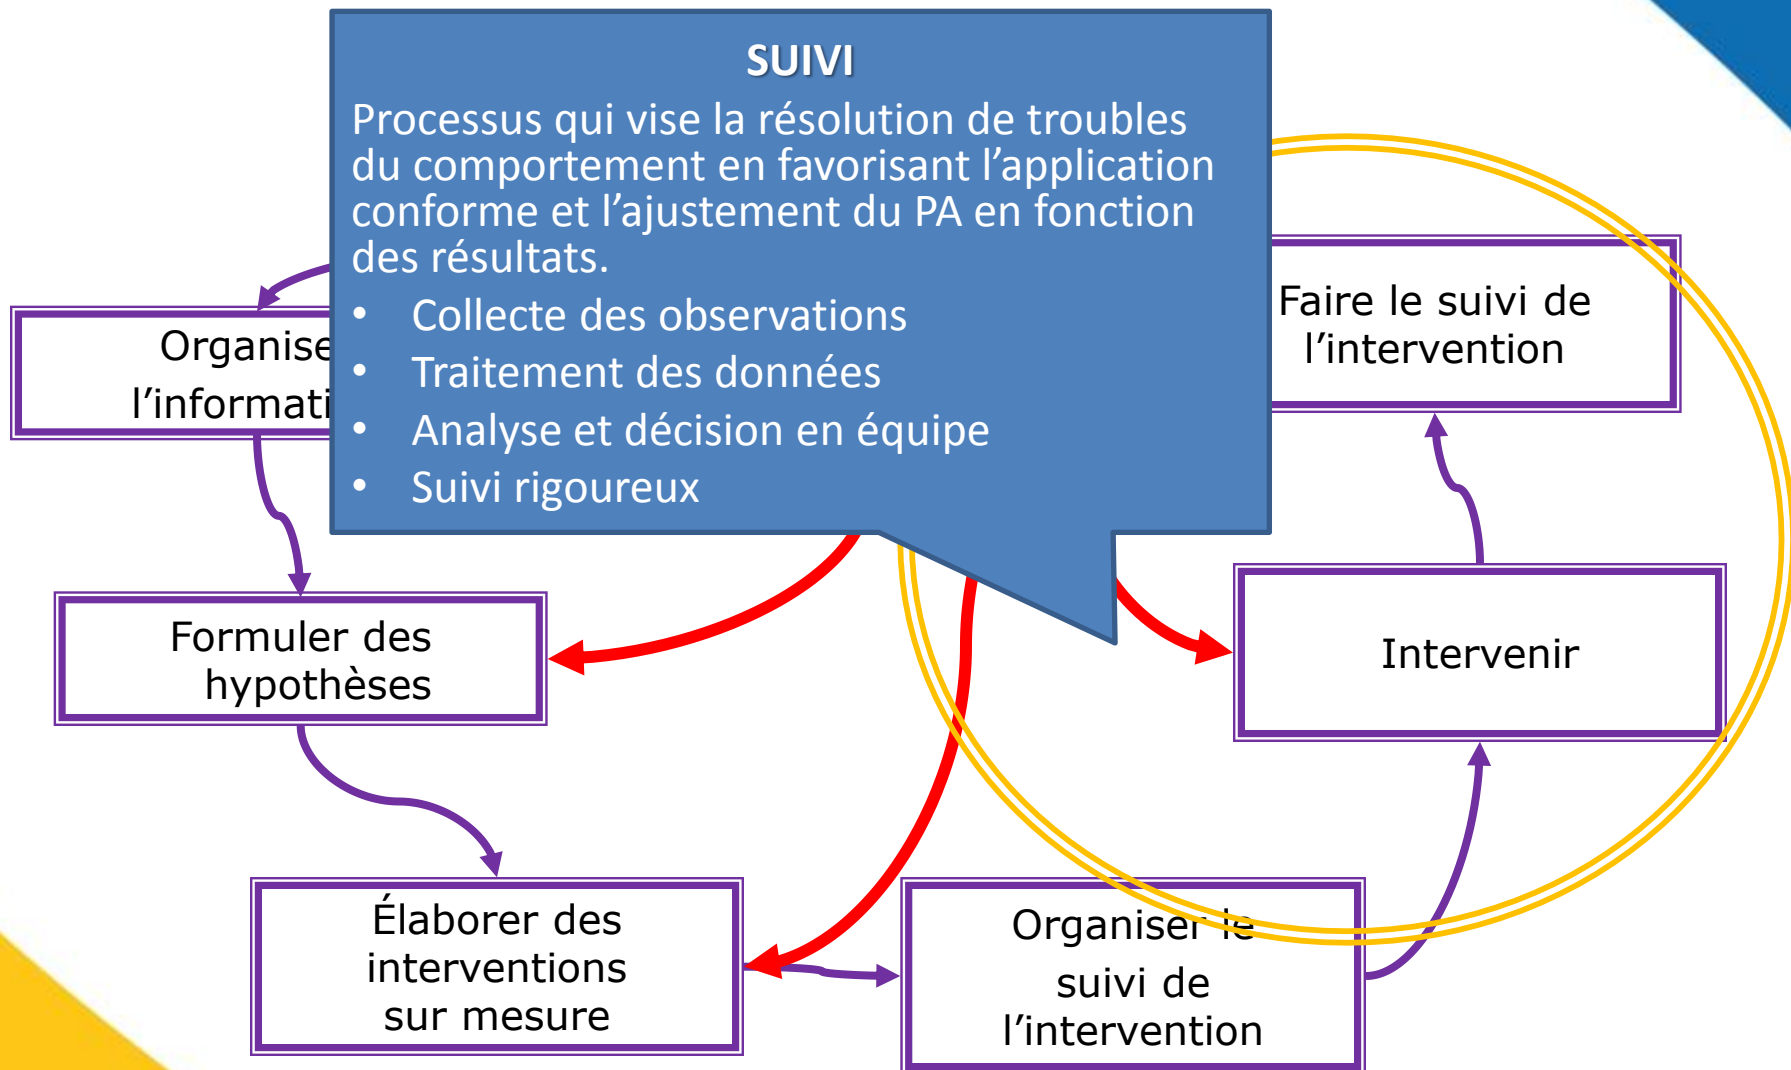 SUIVI
Processus qui vise la résolution de troubles
du comportement en favorisant l’application
conforme et l’ajustement du PA en fonction
des résultats.
• Collecte des observations
• Traitement des données
• Analyse et décision en équipe
• Suivi rigoureux
Organise
l’informati
Faire le suivi de
l’intervention
Formuler des
hypothèses
Intervenir
Élaborer des
interventions
sur mesure
Organiser le
suivi de
l’intervention